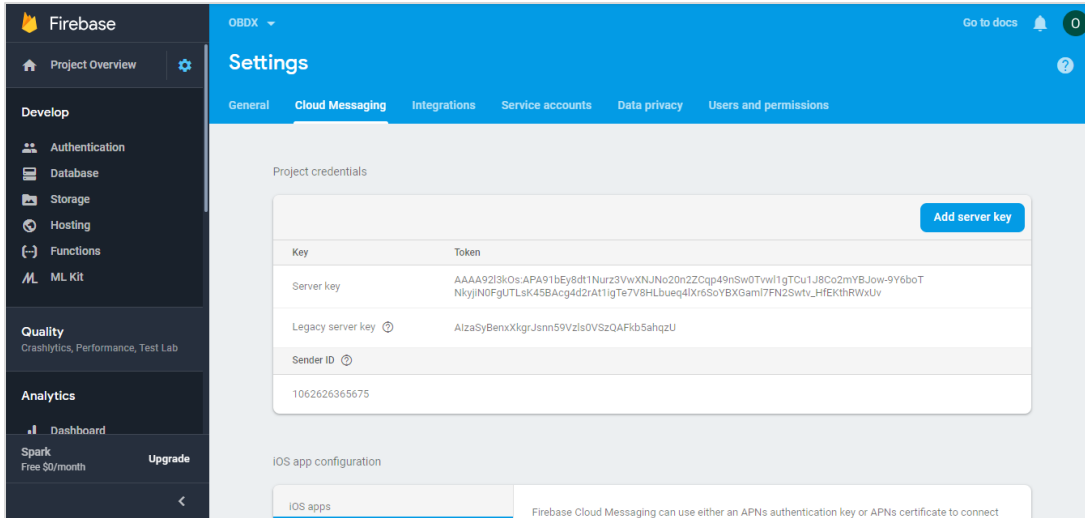 Firebase
OBDX
Go to docs
O
Project Overview
Settings
General Cloud Messaging Integrations Service accounts Data privacy Users and permissions
Develop
Authentication
Database
Storage
Hosting
Functions
ML Kit
Quality
Crashlytics, Performance, Test Lab
Analytics
Dashboard
Spark
Free $0/month
Upgrade
Project credentials
Add server key
Key Token
Server key
AAAA92l3kOs:APA91bEy8dt1Nurz3VwXNJNo20n2ZCqp49nSw0Tvwl1gTCu1J8Co2mYBJow-9Y6boT
NkyjiN0FgUTLsK45BAcg4d2rAt1igTe7V8HLbueq4lXr6SoYBXGaml7FN2Swtv_HfEKthRWxUv
Legacy server key
AIzaSyBenxXkgrJsnn59Vzls0VSzQAFkb5ahqzU
Sender ID
1062626365675
iOS app configuration
iOS apps
Firebase Cloud Messaging can use either an APNs authentication key or APNs certificate to connect